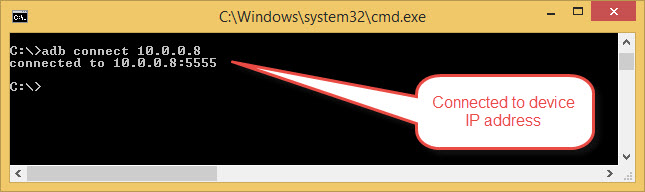 C:\Windows\system32\cmd.exe
C:\>adb connect 10.0.0.8
connected to 10.0.0.8:5555
C:\>
Connected to device
IP address